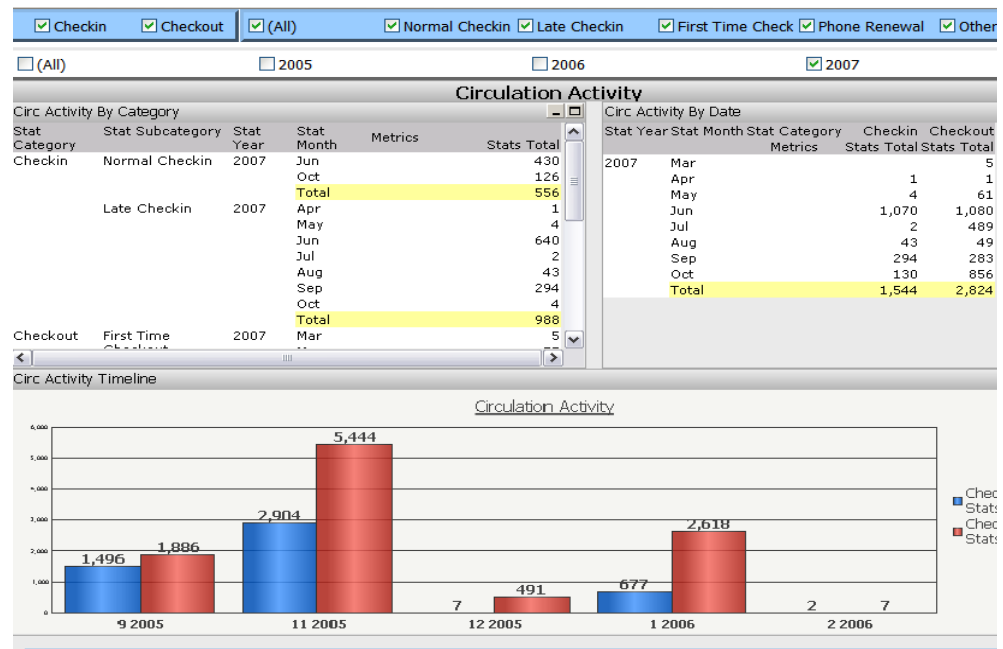 Checkin Checkout (All) Normal Checkin Late Checkin First Time Check Phone Renewal Other
(All) 2005 2006 2007
Circulation Activity
Circ Activity By Category
Stat Category Stat Subcategory Stat Year Stat Month Metrics Stats Total
Checkin Normal Checkin 2007 Jun 430
Oct 126
Total 556
Late Checkin 2007 Apr 1
May 4
Jun 640
Jul 2
Aug 43
Sep 294
Oct 4
Total 988
Checkout First Time 2007 Mar 5
Circ Activity By Date
Stat Year Stat Month Stat Category Checkin Checkout
Metrics Stats Total Stats Total
2007 Mar 5
Apr 1 1
May 4 61
Jun 1,070 1,080
Jul 2 489
Aug 43 49
Sep 294 283
Oct 130 856
Total 1,544 2,824
Circ Activity Timeline
Circulation Activity
6,000
5,000
3,000
2,000
1,000
0
1,496 1,886 2,904 5,444 7 491 677 2,618 2 7
9 2005 11 2005 12 2005 1 2006 2 2006
Chec
Stats
Chec
Stats